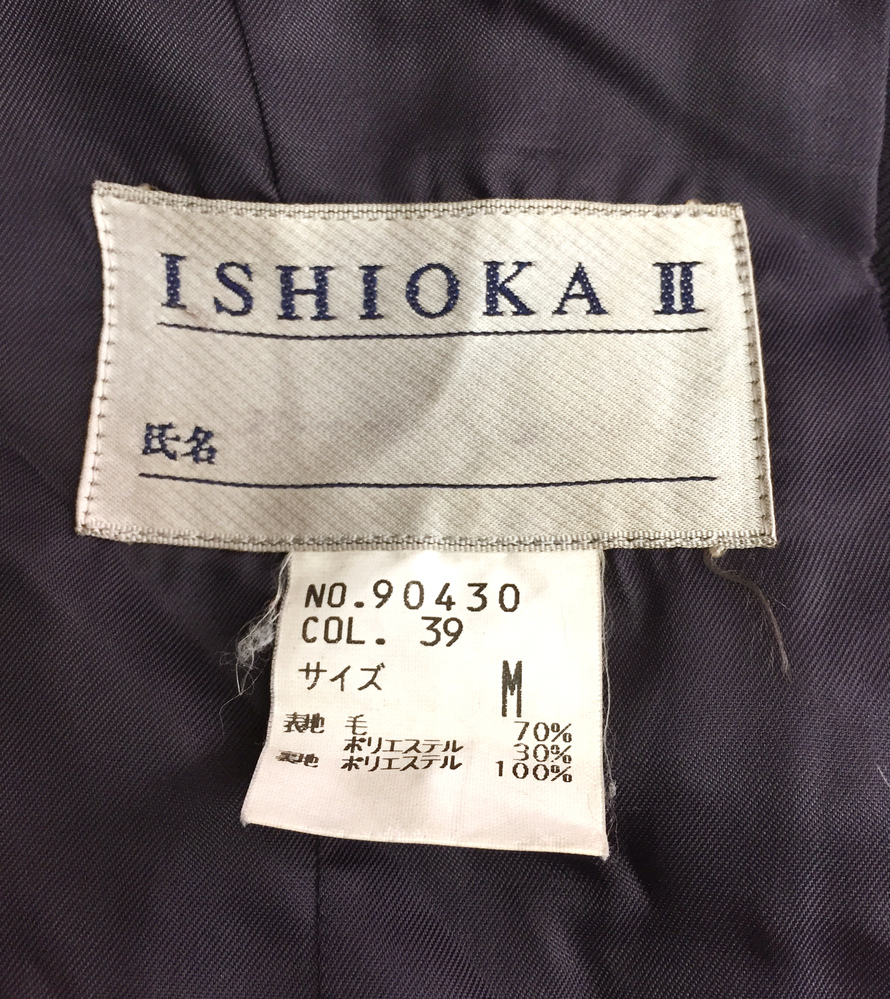 ISHIOKA II
氏名
NO.90430
COL. 39
サイズ M
表地 毛 70%
ポリエステル 30%
裏地 ポリエステル 100%